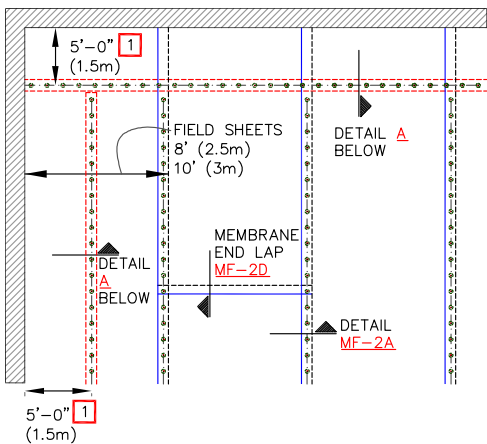 5'-0" 1
(1.5m)
FIELD SHEETS
8' (2.5m)
10' (3m)
DETAIL A
BELOW
MEMBRANE
END LAP
MF-2D
DETAIL
A
BELOW
DETAIL
MF-2A
5'-0" 1
(1.5m)